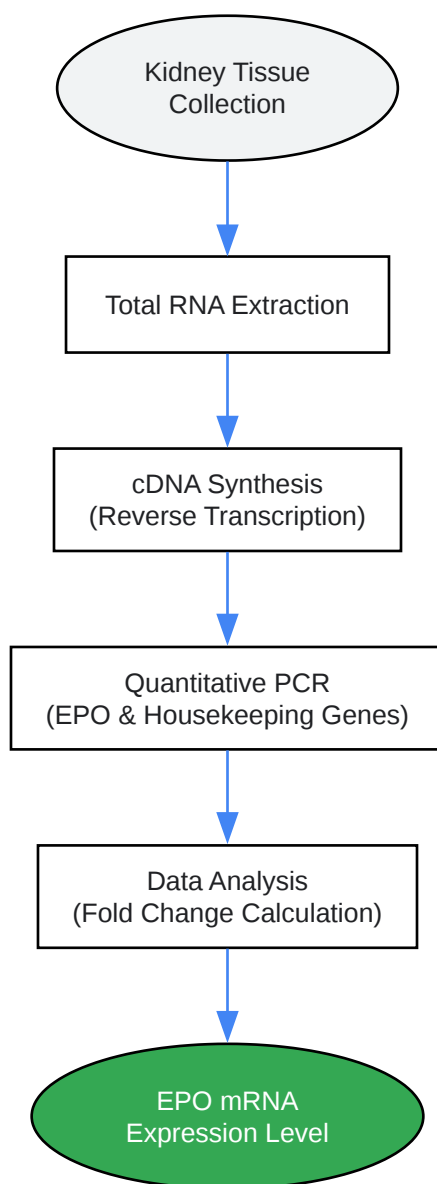 Kidney Tissue
Collection
Total RNA Extraction
cDNA Synthesis
(Reverse Transcription)
Quantitative PCR
(EPO & Housekeeping Genes)
Data Analysis
(Fold Change Calculation)
EPO mRNA
Expression Level